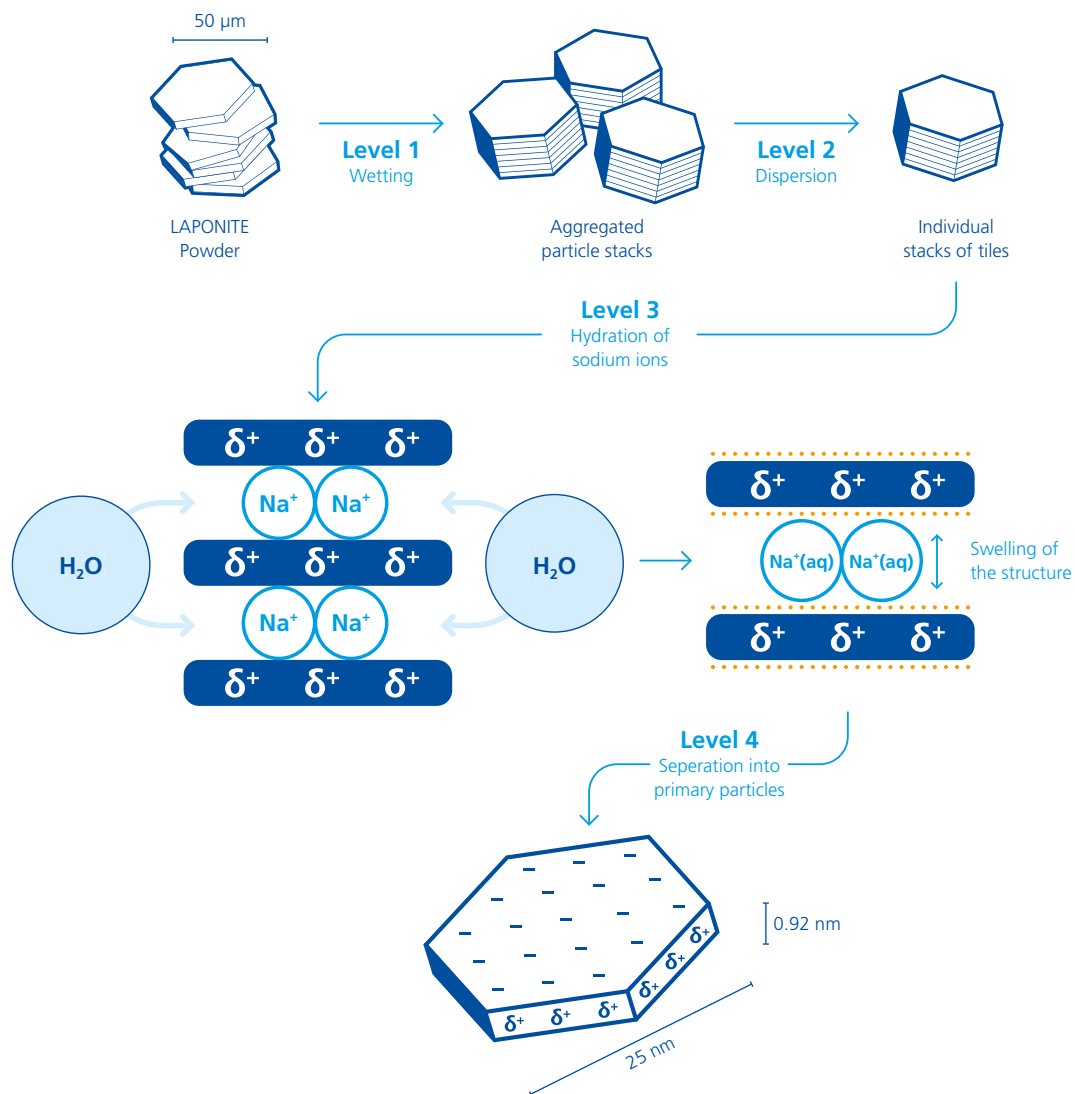 50 µm
Level 1
Wetting
Level 2
Dispersion
LAPONITE
Powder
Aggregated
particle stacks
Individual
stacks of tiles
Level 3
Hydration of
sodium ions
δ+ δ+ δ+
Na+ Na+
H2O
δ+ δ+ δ+
H2O
Na+ Na+
δ+ δ+ δ+
δ+ δ+ δ+
Na+(aq) Na+(aq)
Swelling of
the structure
δ+ δ+ δ+
Level 4
Seperation into
primary particles
0.92 nm
δ+ δ+ δ+
δ+ δ+ δ+
25 nm